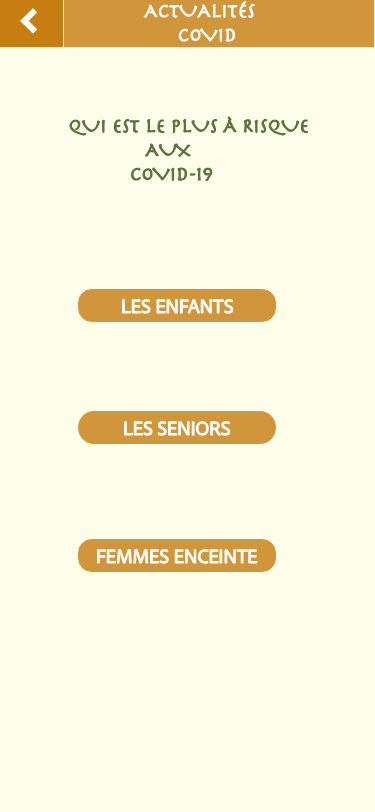 ACTUALITÉS
COVID
QUI EST LE PLUS À RISQUE
AUX
COVID-19
LES ENFANTS
LES SENIORS
FEMMES ENCEINTE